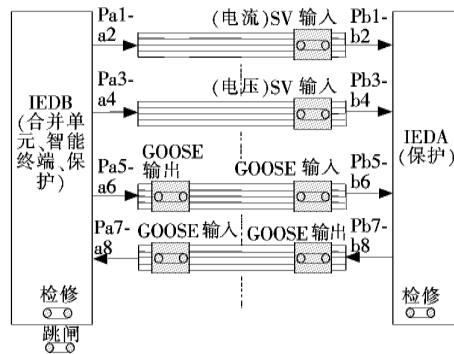 Pa1-
a2
(电流)SV 输入
Pb1-
b2
Pa3-
a4
(电压)SV 输入
Pb3-
b4
IEDB
(合并单
元、智能
终端、保
护)
IEDA
(保护)
Pa5-
a6
GOOSE
输出
GOOSE
输入
Pb5-
b6
Pa7-
a8
GOOSE 输入
GOOSE 输出
Pb7-
b8
检修
检修
跳闸